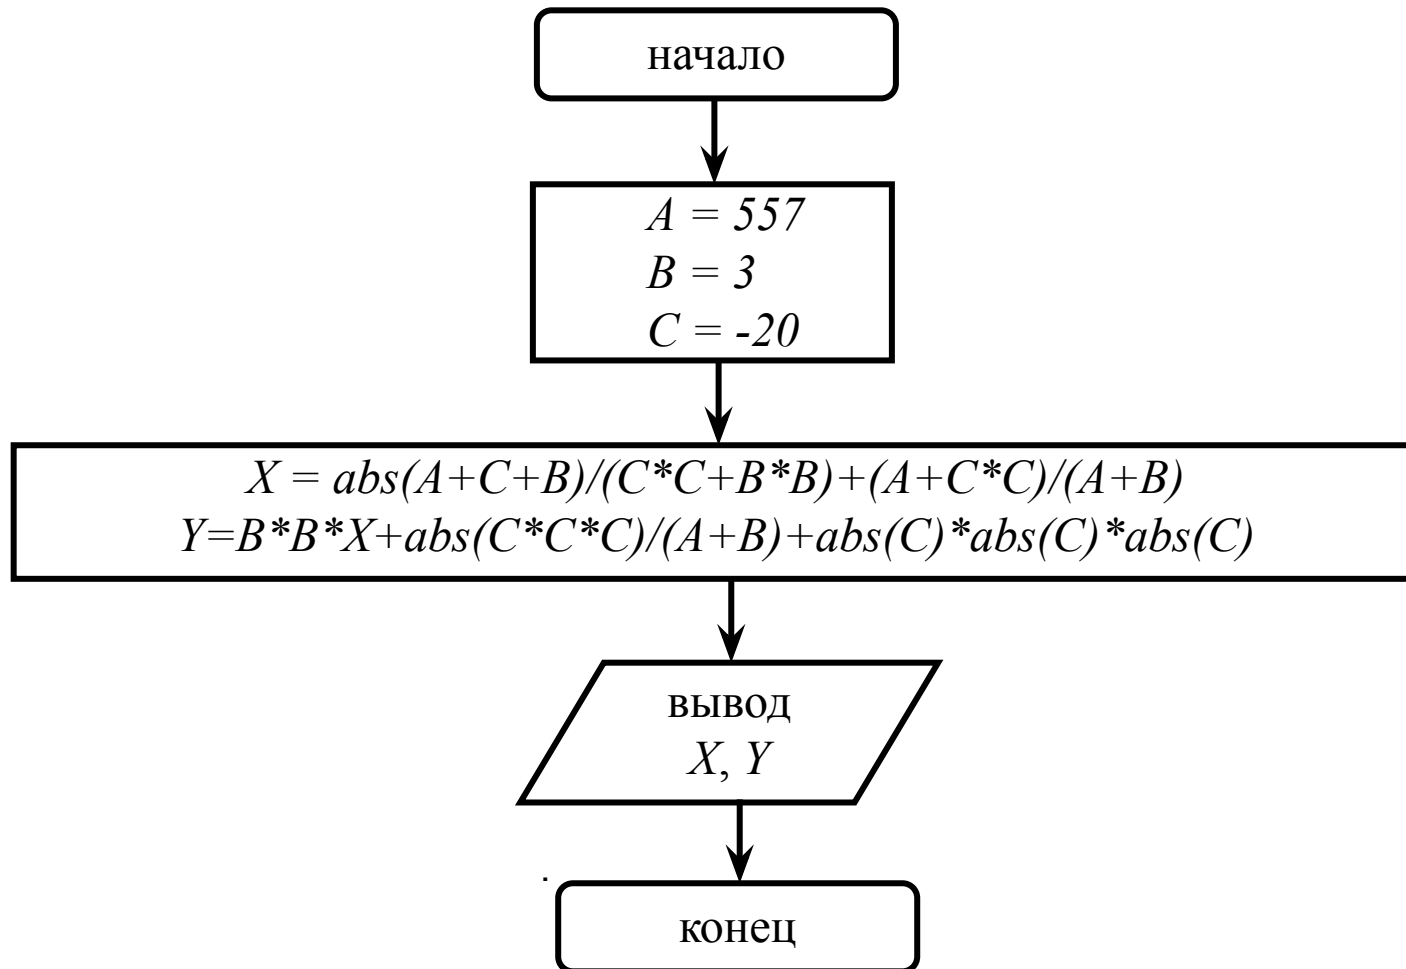 начало
A = 557
B = 3
C = -20
X = abs(A+C+B)/(C*C+B*B)+(A+C*C)/(A+B)
Y=B*B*X+abs(C*C*C)/(A+B)+abs(C)*abs(C)*abs(C)
вывод
X, Y
.
конец